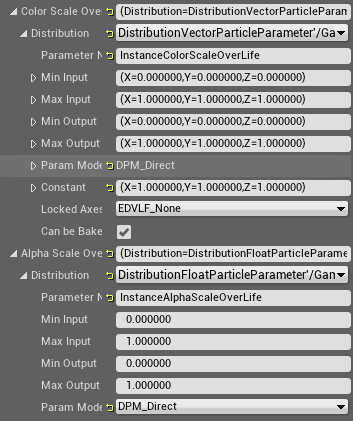 Color Scale Over (Distribution=DistributionVectorParticleParam
Distribution DistributionVectorParticleParameter'/Gan
Parameter N InstanceColorScaleOverLife
Min Input (X=0.000000,Y=0.000000,Z=0.000000)
Max Input (X=1.000000,Y=1.000000,Z=1.000000)
Min Output (X=0.000000,Y=0.000000,Z=0.000000)
Max Output (X=1.000000,Y=1.000000,Z=1.000000)
Param Mode DPM_Direct
Constant (X=1.000000,Y=1.000000,Z=1.000000)
Locked Axes EDVLF_None
Can be Bake
Alpha Scale Ove (Distribution=DistributionFloatParticleParame
Distribution DistributionFloatParticleParameter'/Gan
Parameter N InstanceAlphaScaleOverLife
Min Input 0.000000
Max Input 1.000000
Min Output 0.000000
Max Output 1.000000
Param Mode DPM_Direct